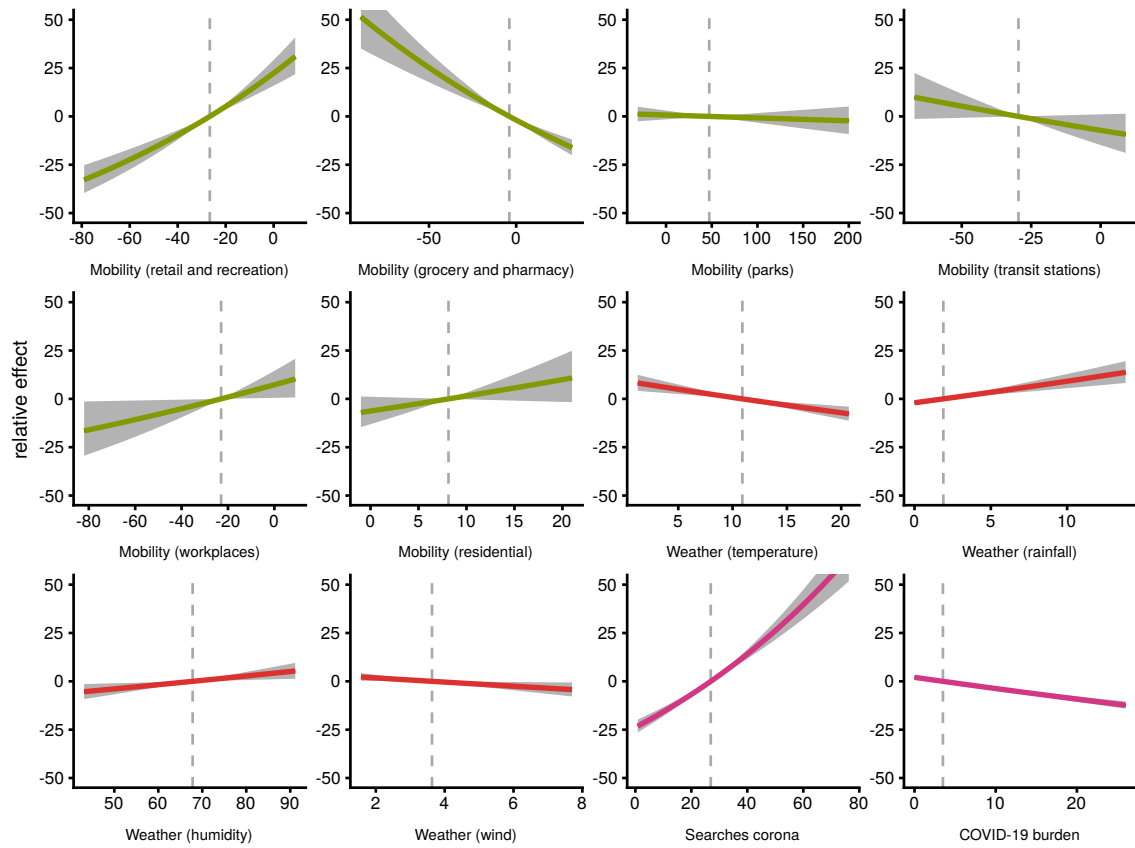 50
25
0
-25
-50
-80 -60 -40 -20 0
Mobility (retail and recreation)
50
25
0
-25
-50
-50 0
Mobility (grocery and pharmacy)
50
25
0
-25
-50
0 50 100 150 200
Mobility (parks)
50
25
0
-25
-50
-50 -25 0
Mobility (transit stations)
relative effect
50
25
0
-25
-50
-80 -60 -40 -20 0
Mobility (workplaces)
50
25
0
-25
-50
0 5 10 15 20
Mobility (residential)
50
25
0
-25
-50
5 10 15 20
Weather (temperature)
50
25
0
-25
-50
0 5 10
Weather (rainfall)
50
25
0
-25
-50
50 60 70 80 90
Weather (humidity)
50
25
0
-25
-50
2 4 6 8
Weather (wind)
50
25
0
-25
-50
0 20 40 60 80
Searches corona
50
25
0
-25
-50
0 10 20
COVID-19 burden